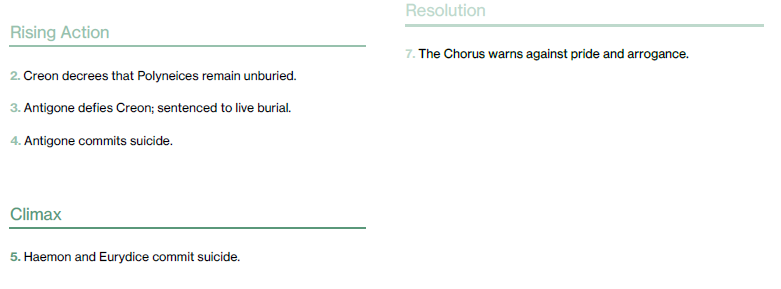 Rising Action
2. Creon decrees that Polyneices remain unburied.
3. Antigone defies Creon; sentenced to live burial.
4. Antigone commits suicide.
Climax
5. Haemon and Eurydice commit suicide.
Resolution
7. The Chorus warns against pride and arrogance.